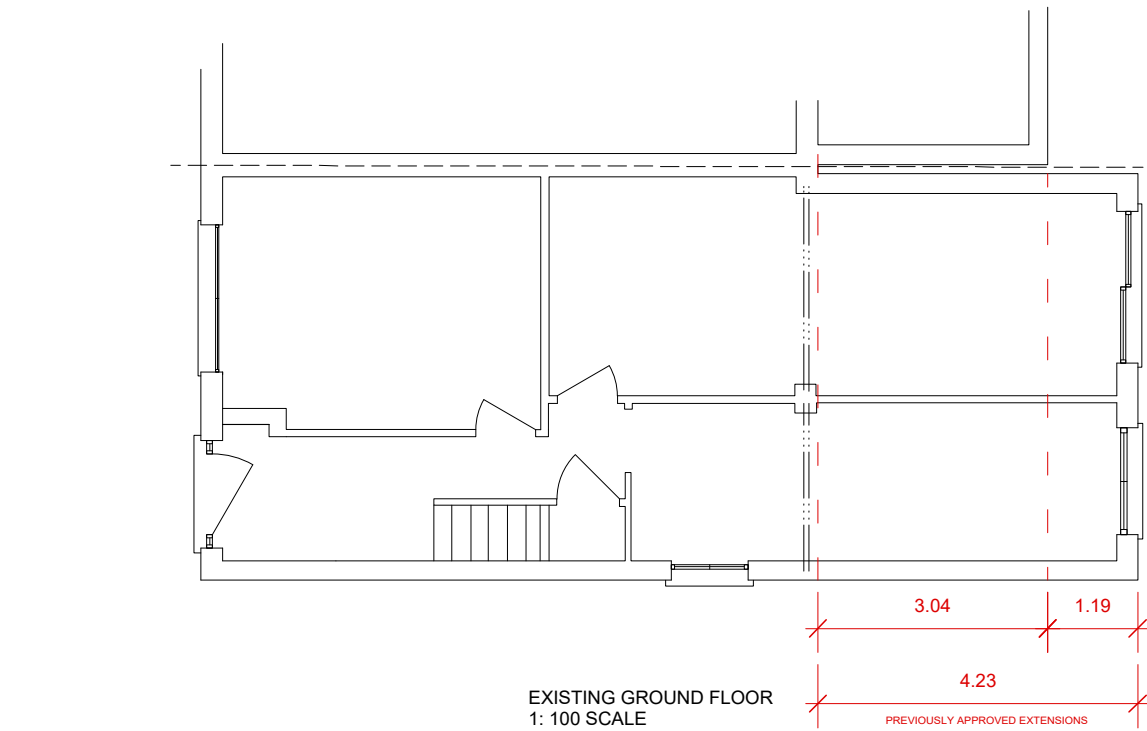 3.04
1.19
4.23
PREVIOUSLY APPROVED EXTENSIONS
EXISTING GROUND FLOOR
1: 100 SCALE